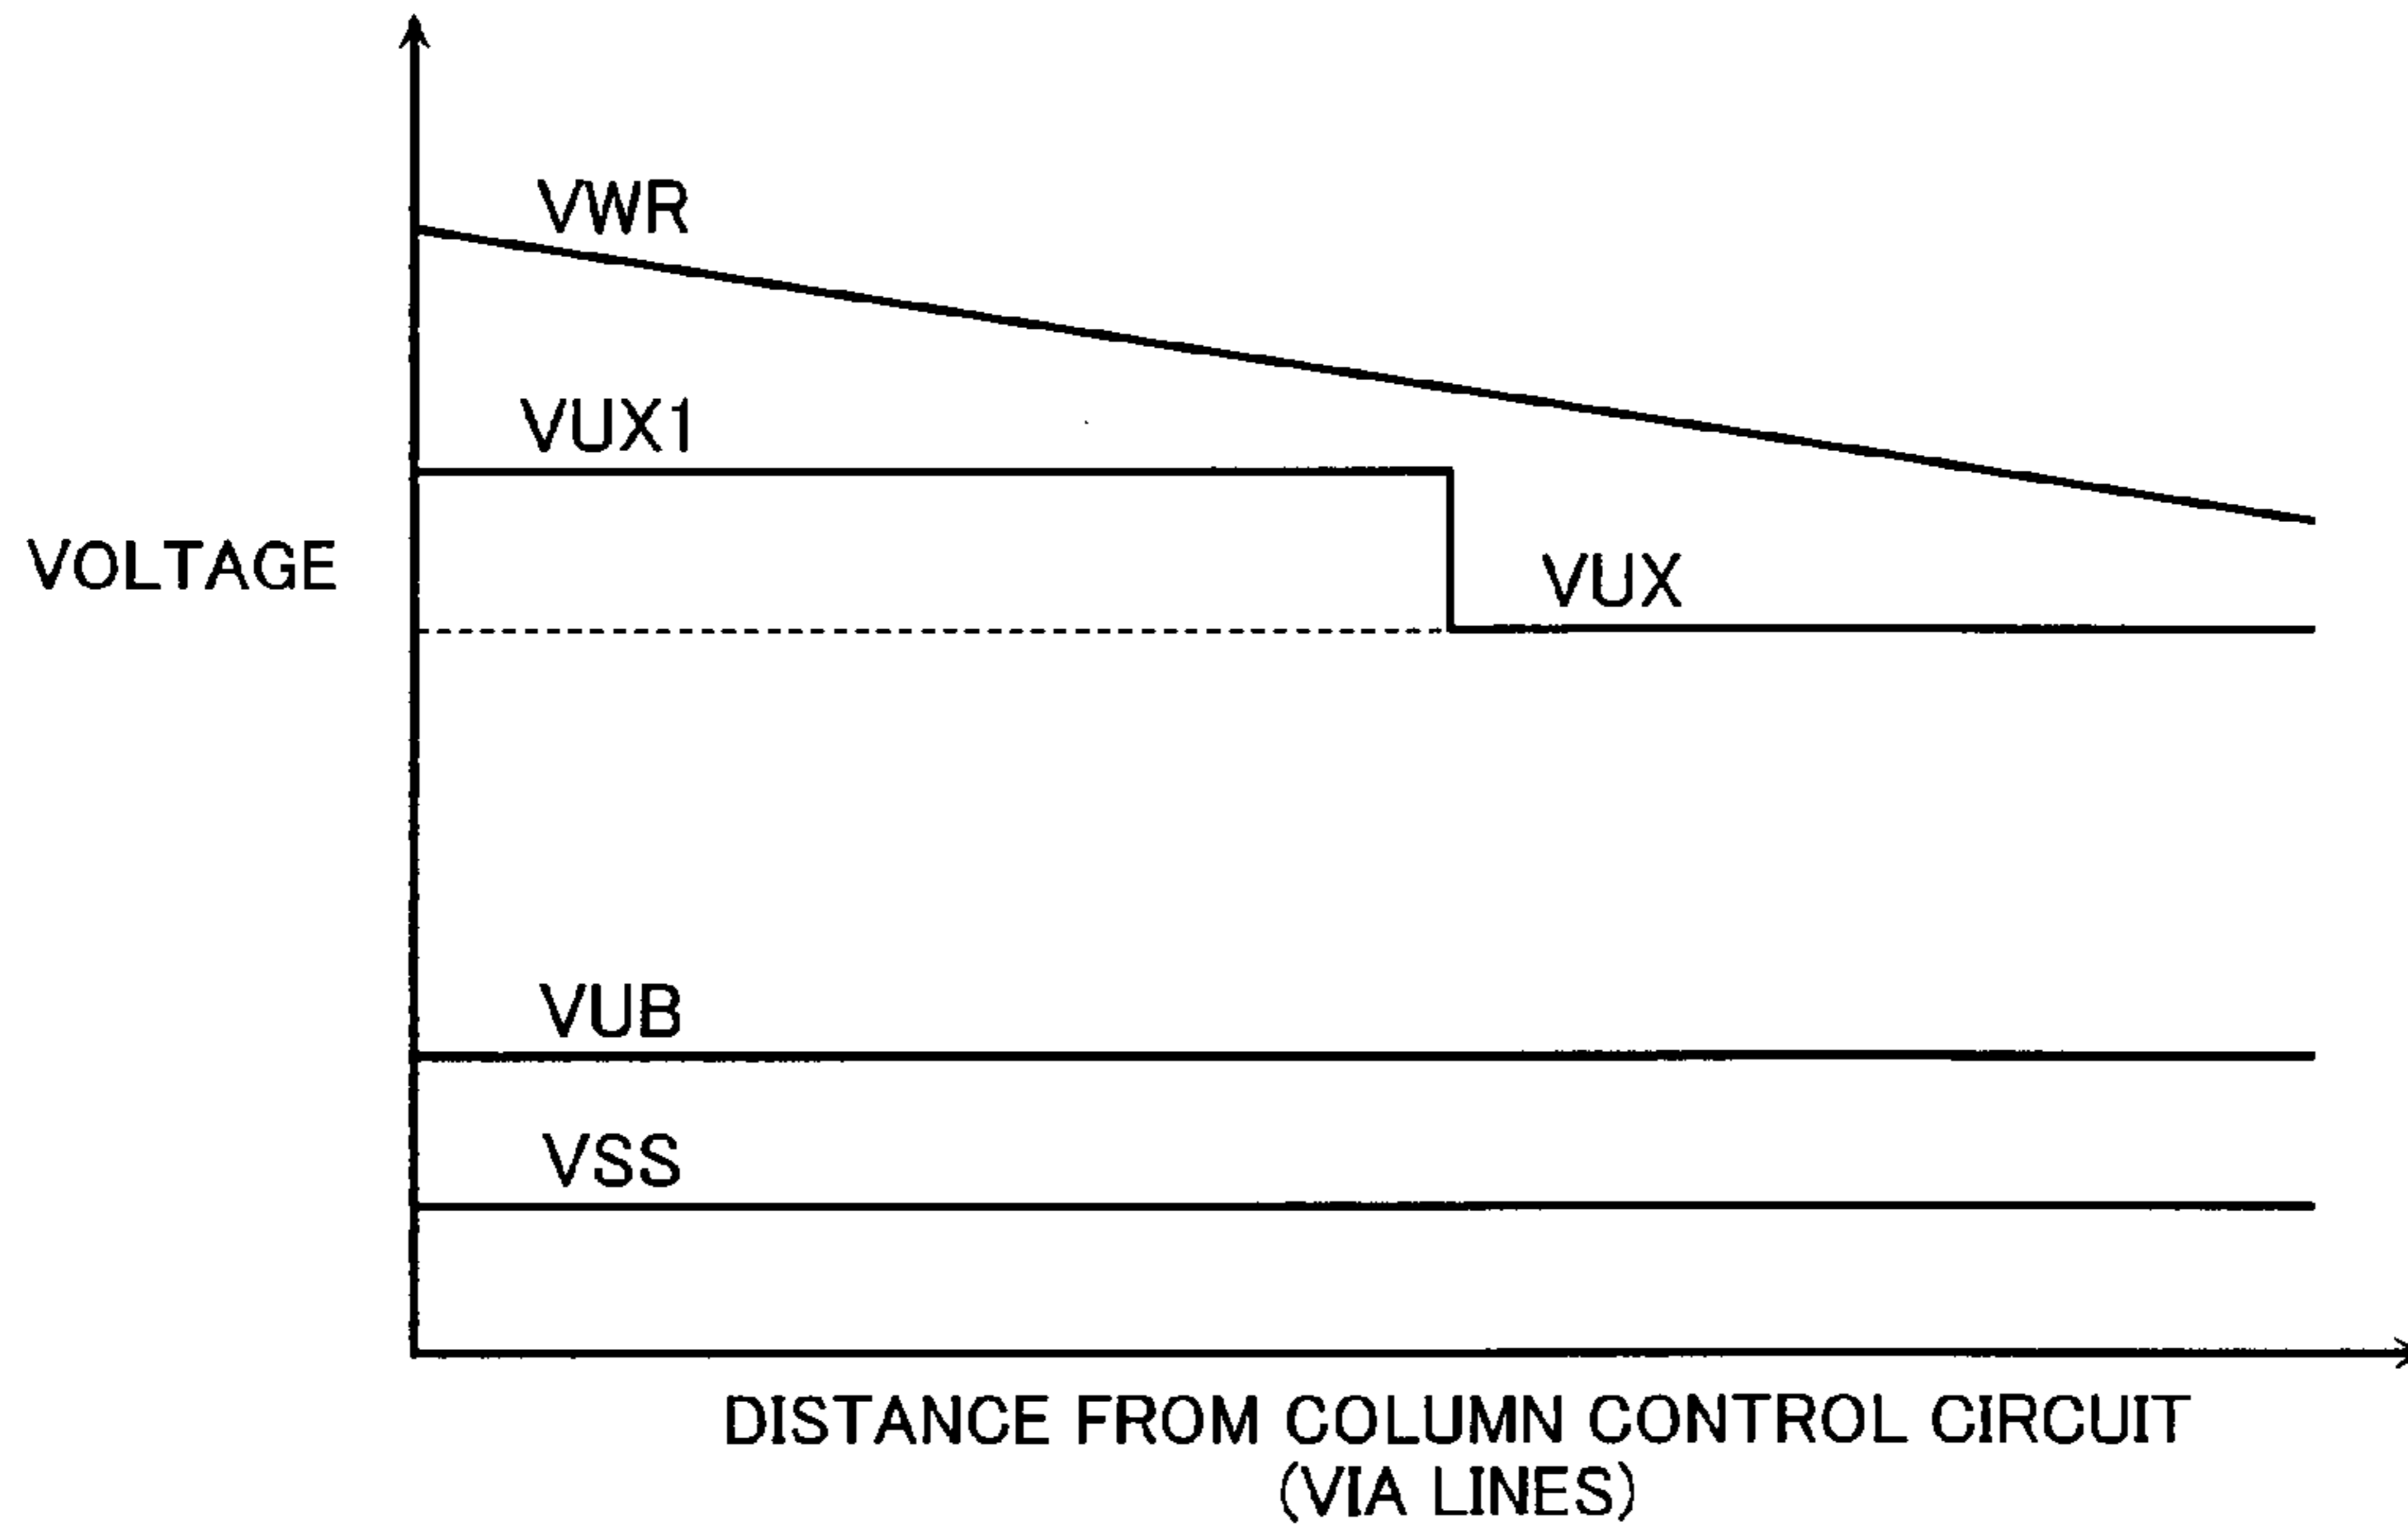 VWR
VUX1
VOLTAGE
VUX
VUB
VSS
DISTANCE FROM COLUMN CONTROL CIRCUIT
(VIA LINES)